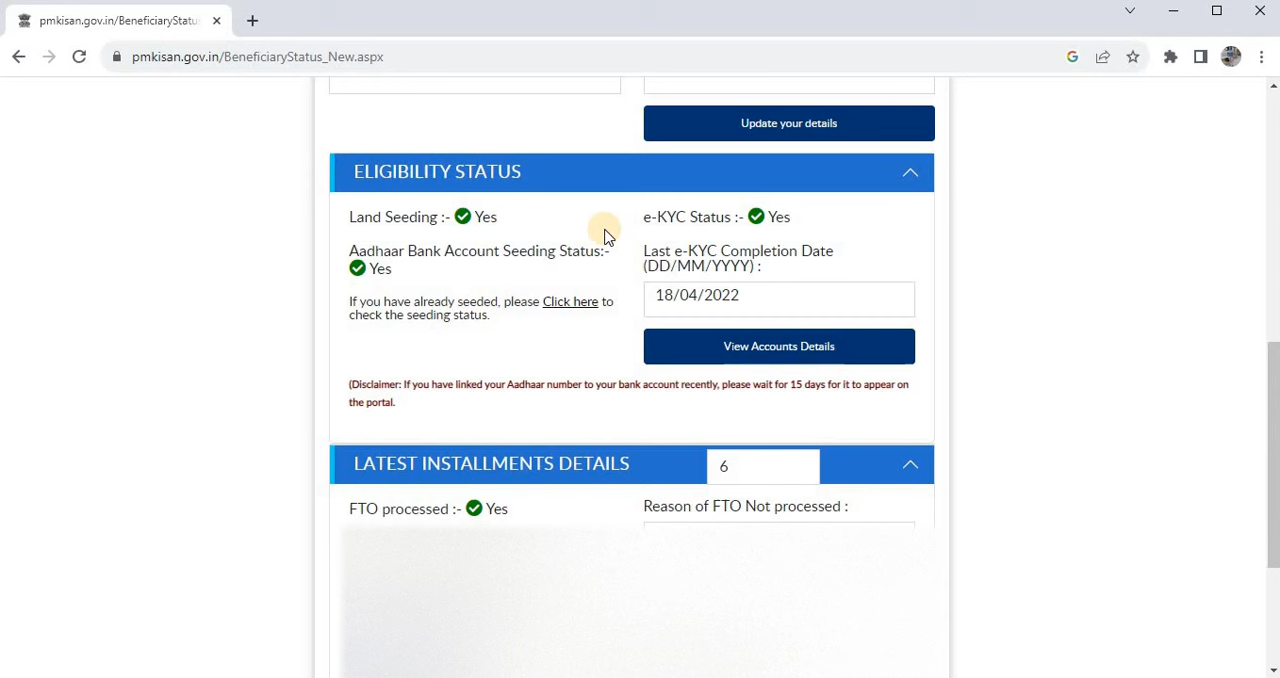 pmkisan.gov.in/BeneficiaryStatu
pmkisan.gov.in/BeneficiaryStatus_New.aspx
Update your details
ELIGIBILITY STATUS
Land Seeding :- Yes
e-KYC Status :- Yes
Aadhaar Bank Account Seeding Status:-
Yes
Last e-KYC Completion Date
(DD/MM/YYYY) :
18/04/2022
If you have already seeded, please Click here to
check the seeding status.
View Accounts Details
(Disclaimer: If you have linked your Aadhaar number to your bank account recently, please wait for 15 days for it to appear on
the portal.
LATEST INSTALLMENTS DETAILS 6
FTO processed :- Yes
Reason of FTO Not processed :